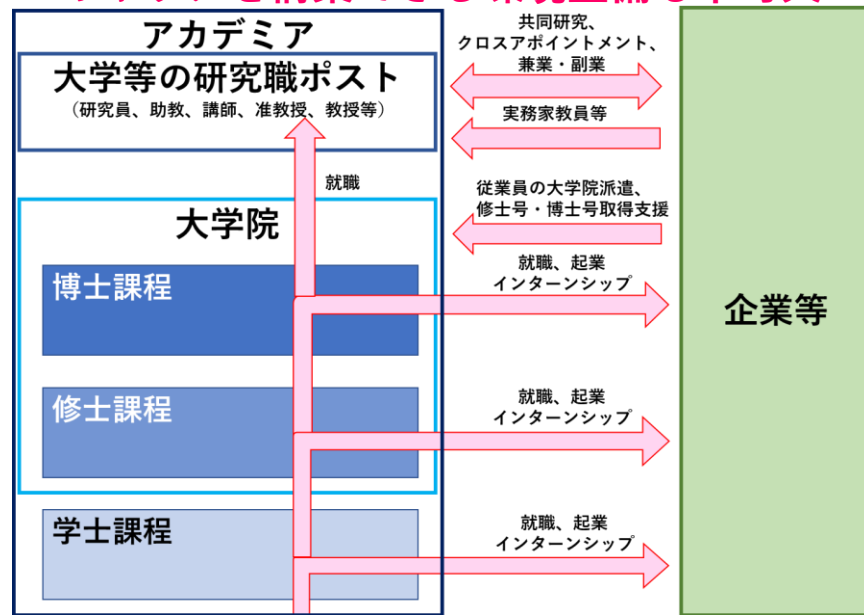 アカデミア
大学等の研究職ポスト
（研究員、助教、講師、准教授、教授等）
共同研究、
クロスアポイントメント、
兼業・副業
実務家教員等
就職
従業員の大学院派遣、
修士号・博士号取得支援
大学院
博士課程
就職、起業
インターンシップ
企業等
修士課程
就職、起業
インターンシップ
学士課程
就職、起業
インターンシップ